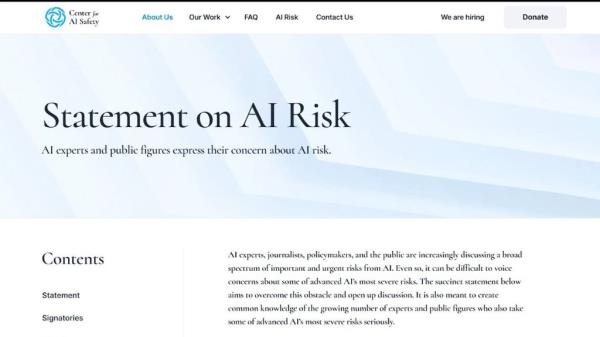 Center for
AI Safety
About Us
Our Work
FAQ
AI Risk
Contact Us
We are hiring
Donate
Statement on AI Risk
AI experts and public figures express their concern about AI risk.
Contents
Statement
Signatories
AI experts, journalists, policymakers, and the public are increasingly discussing a broad
spectrum of important and urgent risks from AI. Even so, it can be difficult to voice
concerns about some of advanced AI's most severe risks. The succinct statement below
aims to overcome this obstacle and open up discussion. It is also meant to create
common knowledge of the growing number of experts and public figures who also take
some of advanced AI's most severe risks seriously.